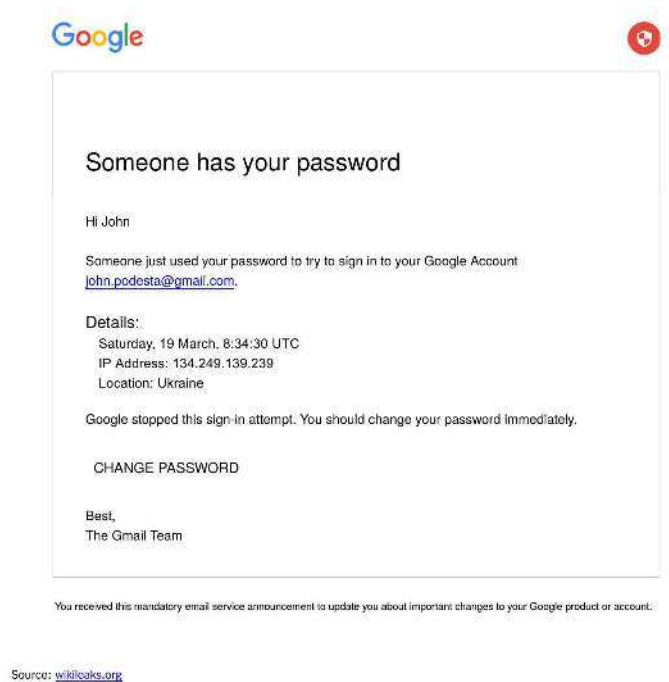 Google
Someone has your password
Hi John
Someone just used your password to try to sign in to your Google Account
john.podesta@gmail.com.
Details:
Saturday, 19 March, 8:34:30 UTC
IP Address: 134.249.139.239
Location: Ukraine
Google stopped this sign-in attempt. You should change your password immediately.
CHANGE PASSWORD
Best,
The Gmail Team
You received this mandatory email service announcement to update you about important changes to your Google product or account.
Source: wikileaks.org